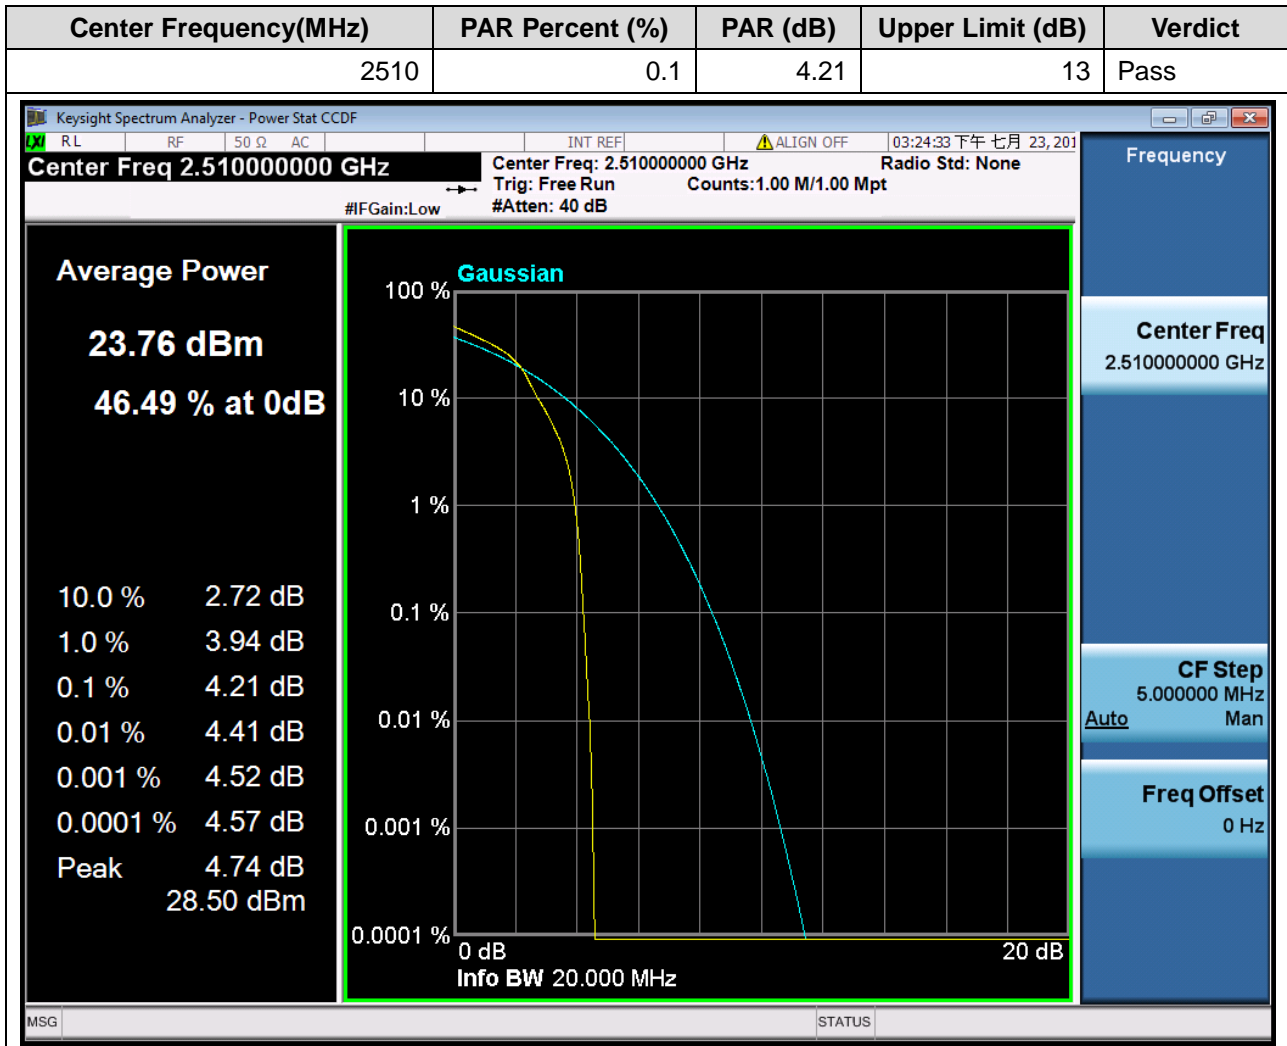 Center Frequency(MHz) PAR Percent (%) PAR (dB) Upper Limit (dB) Verdict
2510 0.1 4.21 13 Pass
Keysight Spectrum Analyzer - Power Stat CCDF
LXI RL RF 50 Ω AC INT REF ALIGN OFF 03:24:33 下午 七月 23, 201
Center Freq 2.510000000 GHz
Center Freq: 2.510000000 GHz Radio Std: None
Trig: Free Run Counts:1.00 M/1.00 Mpt
#IFGain:Low #Atten: 40 dB
Average Power
23.76 dBm
46.49 % at 0dB
10.0 % 2.72 dB
1.0 % 3.94 dB
0.1 % 4.21 dB
0.01 % 4.41 dB
0.001 % 4.52 dB
0.0001 % 4.57 dB
Peak 4.74 dB
28.50 dBm
Gaussian
100 %
10 %
1 %
0.1 %
0.01 %
0.001 %
0.0001 %
0 dB 20 dB
Info BW 20.000 MHz
Frequency
Center Freq
2.510000000 GHz
CF Step
5.000000 MHz
Auto Man
Freq Offset
0 Hz
MSG STATUS